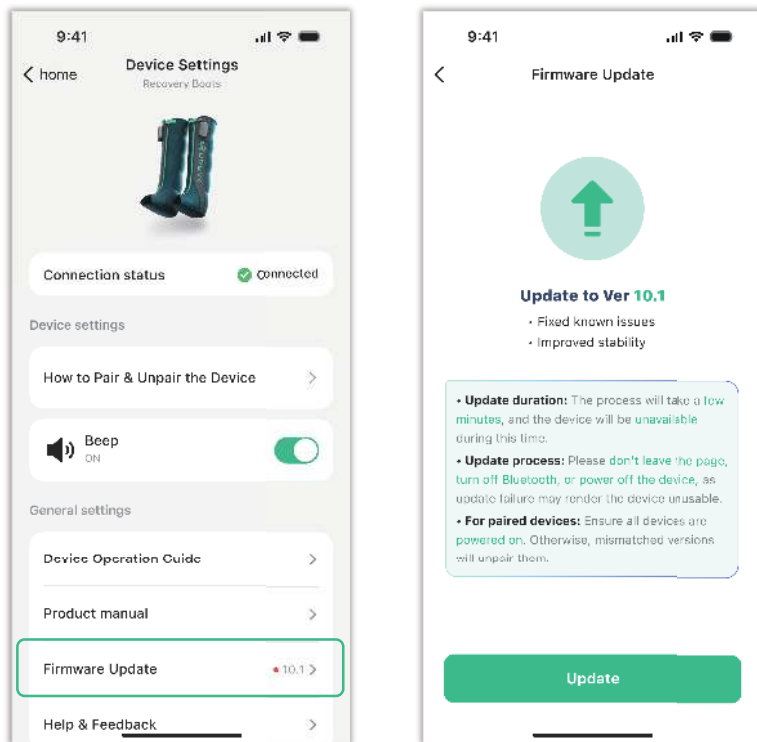 9:41
home
Device Settings
Recovery Boots
Connection status
Connected
Device settings
How to Pair & Unpair the Device
Beep
ON
General settings
Device Operation Guide
Product manual
Firmware Update
10.1
Help & Feedback
9:41
Firmware Update
Update to Ver 10.1
• Fixed known issues
• Improved stability
• Update duration: The process will take a few
minutes, and the device will be unavailable
during this time.
• Update process: Please don't leave the page,
turn off Bluetooth, or power off the device, as
update failure may render the device unusable.
• For paired devices: Ensure all devices are
powered on. Otherwise, mismatched versions
will unpair them.
Update